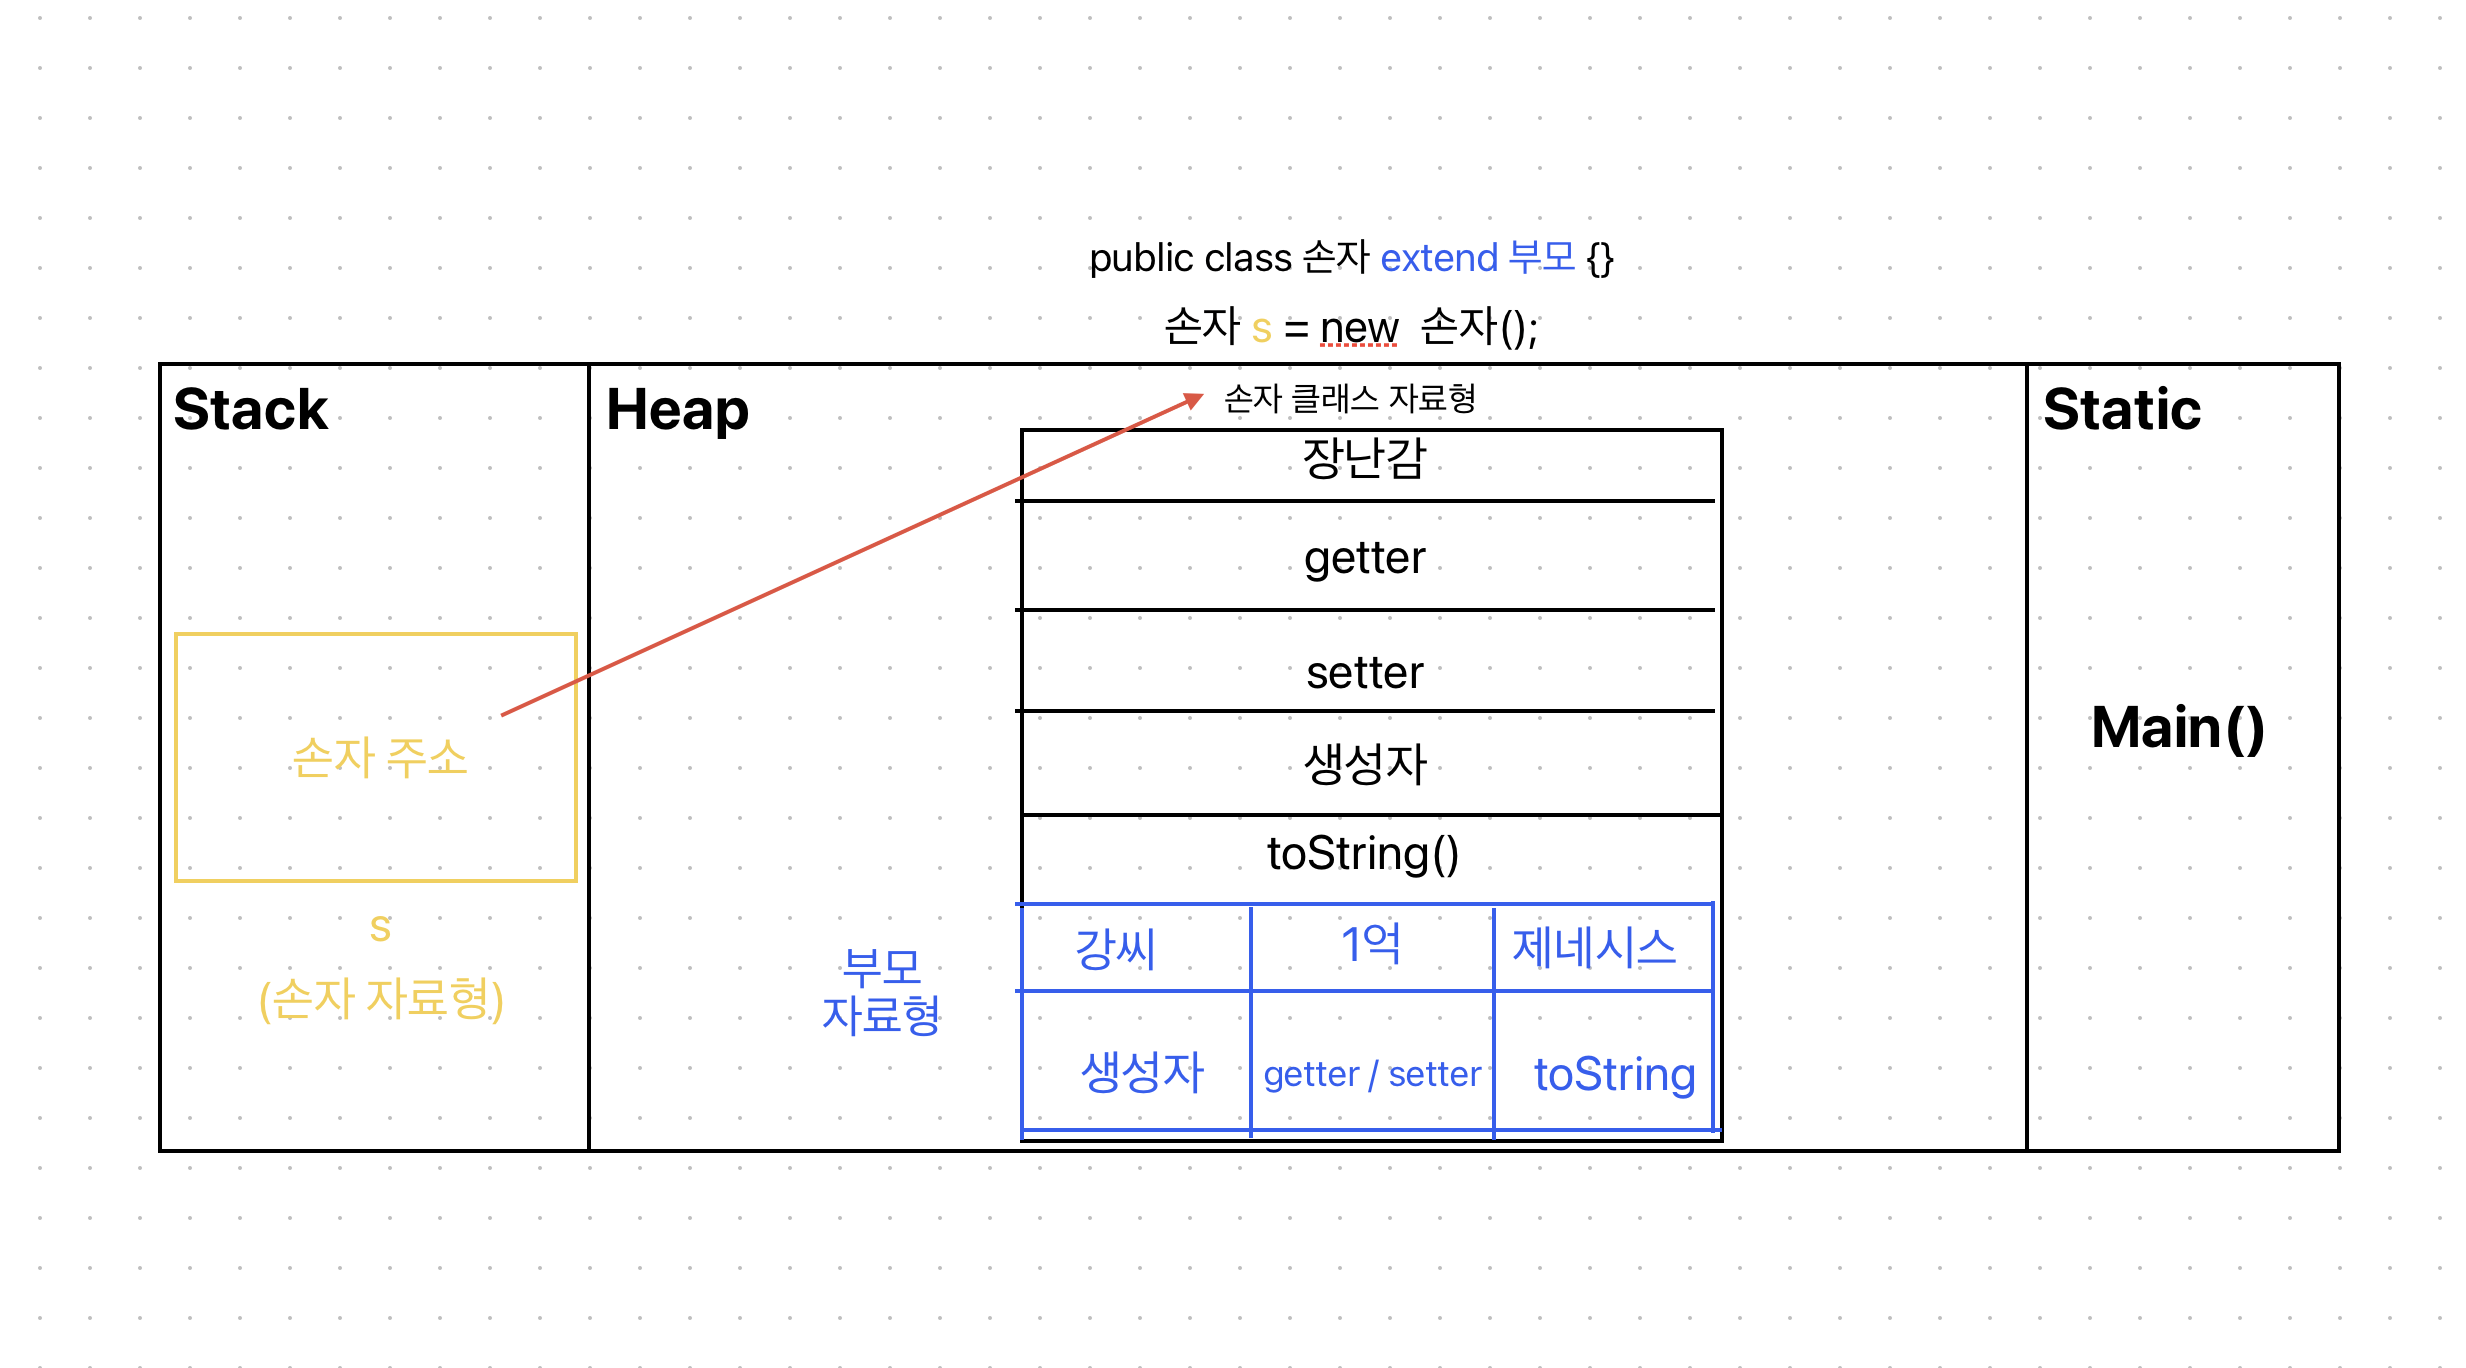 public class 손자 extend 부모 {}
손자 s = new 손자();
Stack
Heap
Static
손자 클래스 자료형
장난감
getter
setter
생성자
toString()
강씨
1억
제네시스
생성자
getter / setter
toString
부모
자료형
손자 주소
s
(손자 자료형)
Main()